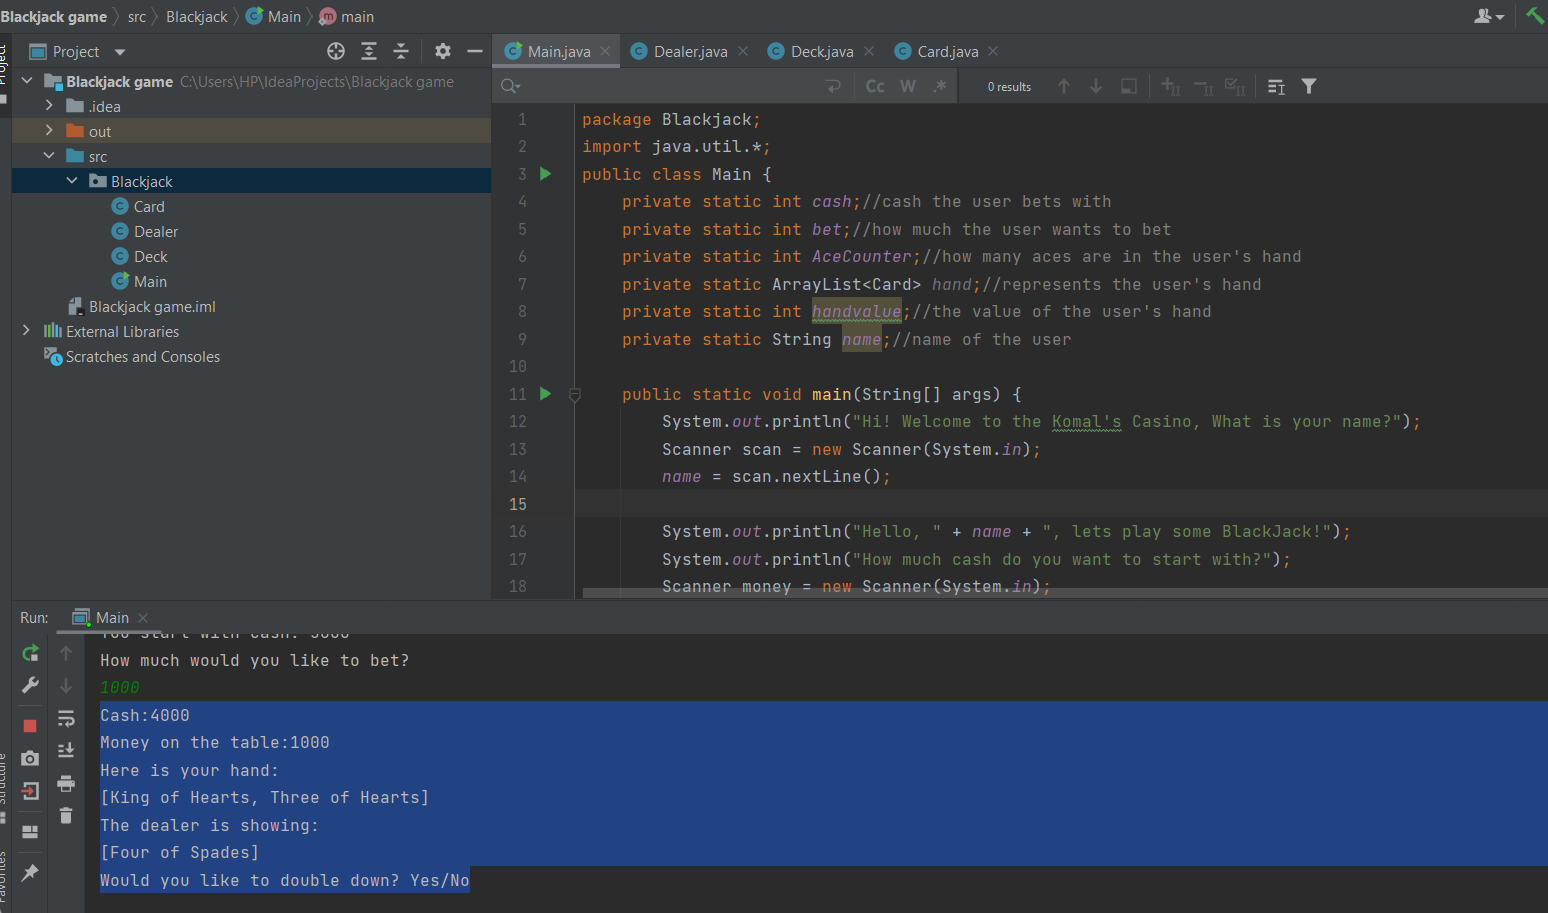 Blackjack game src Blackjack Main main
Project
Project
Main.java Dealer.java Deck.java Card.java
Blackjack game C:\Users\HP\IdeaProjects\Blackjack game
.idea
out
src
Blackjack
Card
Dealer
Deck
Main
Blackjack game.iml
External Libraries
Scratches and Consoles
Cc W .* 0 results
1 package Blackjack;
2 import java.util.*;
3 public class Main {
4 private static int cash;//cash the user bets with
5 private static int bet;//how much the user wants to bet
6 private static int AceCounter;//how many aces are in the user's hand
7 private static ArrayList<Card> hand;//represents the user's hand
8 private static int handvalue;//the value of the user's hand
9 private static String name;//name of the user
10
11 public static void main(String[] args) {
12 System.out.println("Hi! Welcome to the Komal's Casino, What is your name?");
13 Scanner scan = new Scanner(System.in);
14 name = scan.nextLine();
15
16 System.out.println("Hello, " + name + ", lets play some BlackJack!");
17 System.out.println("How much cash do you want to start with?");
18 Scanner money = new Scanner(System.in);
Run: Main
You start with cash: 5000
How much would you like to bet?
1000
Cash:4000
Money on the table:1000
Here is your hand:
[King of Hearts, Three of Hearts]
The dealer is showing:
[Four of Spades]
Would you like to double down? Yes/No
Structure
Favorites